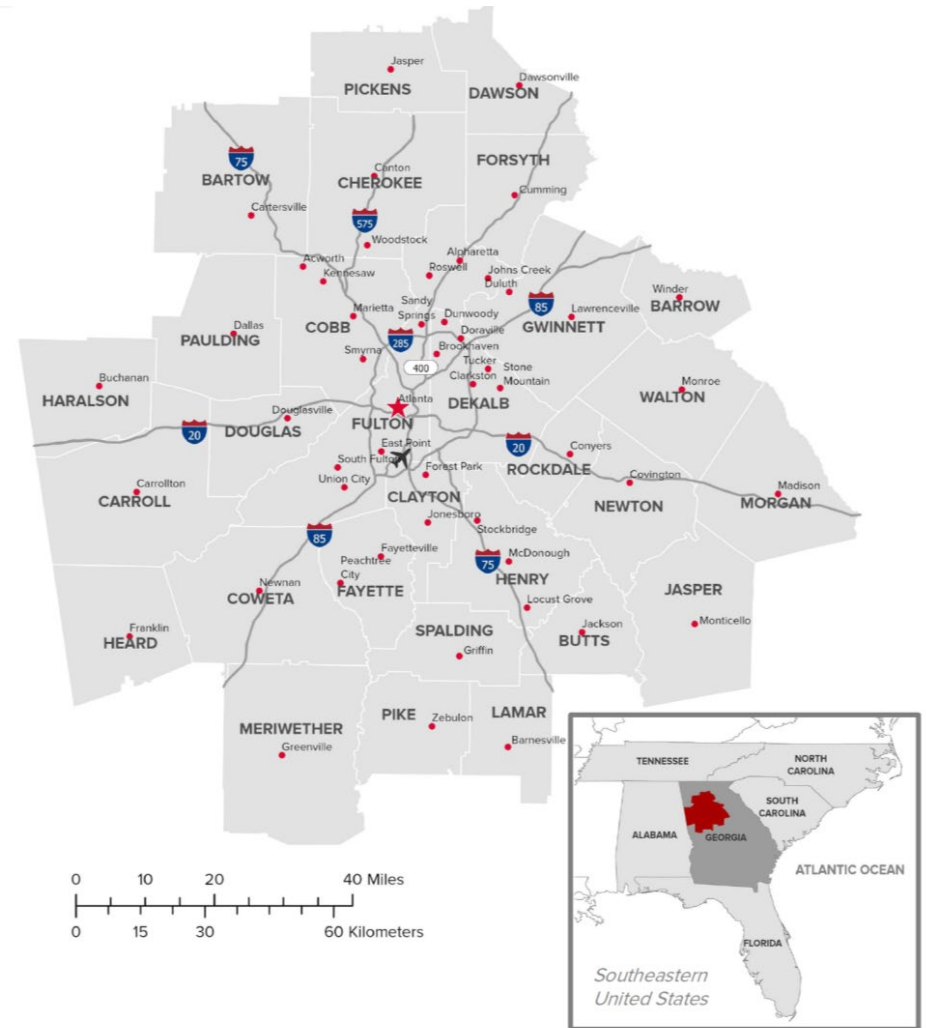 Jasper
PICKENS
Dawsonville
DAWSON
75
BARTOW
Canton
CHEROKEE
FORSYTH
Cumming
Cartersville
575
Woodstock
Acworth
Kennesaw
Alpharetta
Roswell
Johns Creek
Duluth
85
Winder
BARROW
Marietta
COBB
Sandy
Springs
Dunwoody
Lawrenceville
GWINNETT
Dallas
PAULDING
Doraville
285
Smyrna
Brookhaven
400
Tucker
Stone
Mountain
Clarkston
Buchanan
HARALSON
Atlanta
DEKALB
Monroe
WALTON
Douglasville
FULTON
20
DOUGLAS
East Point
20
Conyers
ROCKDALE
South Fulton
Forest Park
Union City
CLAYTON
Covington
NEWTON
Madison
MORGAN
Carrollton
CARROLL
Jonesboro
Stockbridge
85
Fayetteville
Peachtree
City
FAYETTE
75
McDonough
HENRY
Newnan
COWETA
JASPER
Locust Grove
Monticello
Franklin
HEARD
SPALDING
Griffin
Jackson
BUTTS
MERIWETHER
Greenville
PIKE
Zebulon
LAMAR
Barnesville
0 10 20 40 Miles
0 15 30 60 Kilometers
TENNESSEE
NORTH
CAROLINA
SOUTH
CAROLINA
ALABAMA
GEORGIA
ATLANTIC OCEAN
FLORIDA
Southeastern
United States